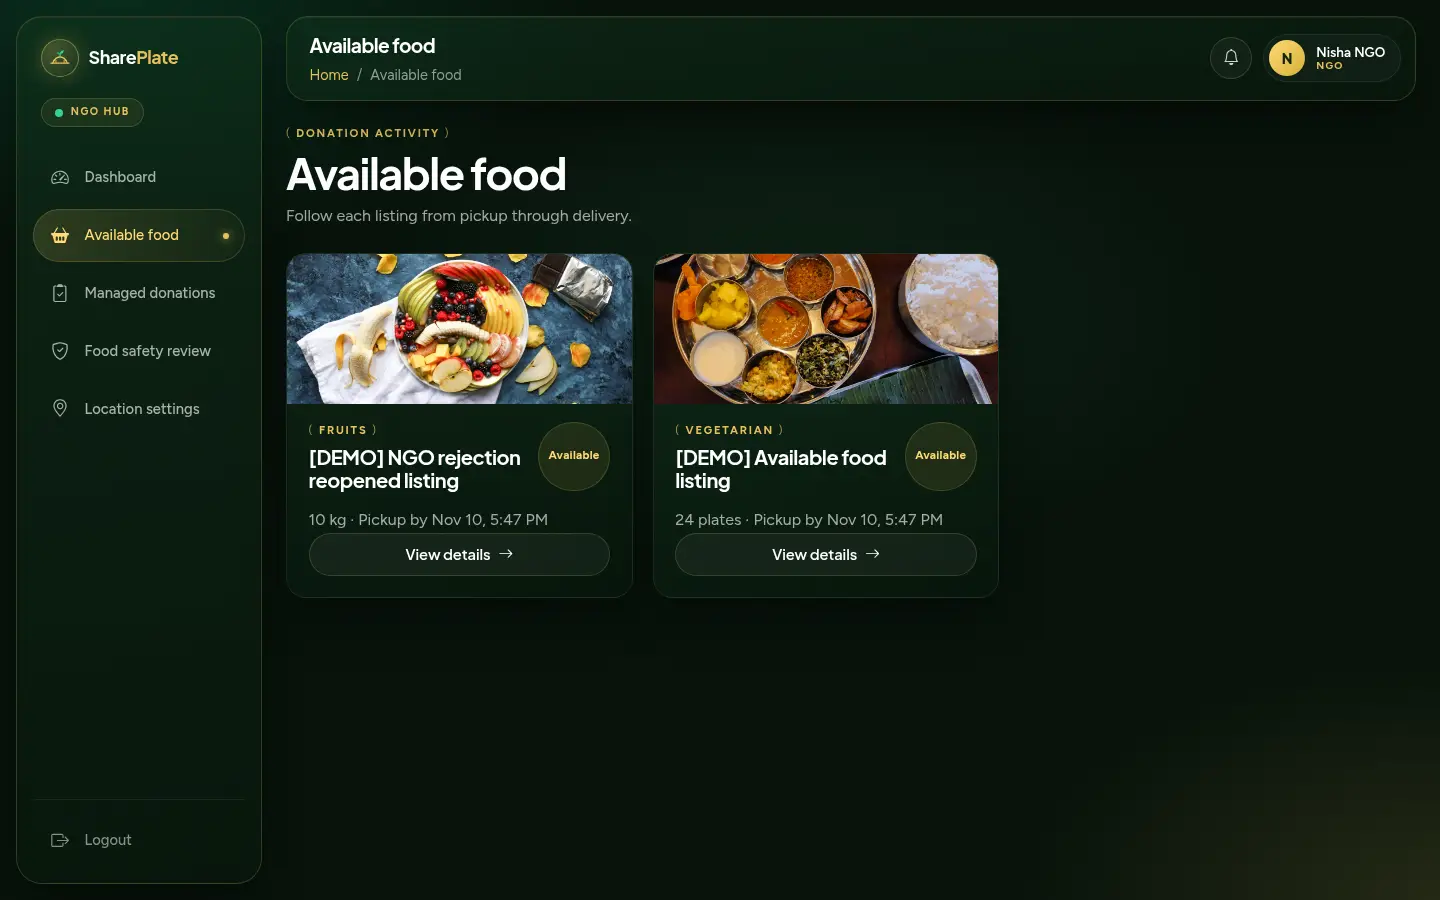 SharePlate
NGO HUB
Dashboard
Available food
Managed donations
Food safety review
Location settings
Logout
Available food
Home / Available food
N
Nisha NGO
NGO
( DONATION ACTIVITY )
Available food
Follow each listing from pickup through delivery.
( FRUITS )
[DEMO] NGO rejection
reopened listing
Available
10 kg · Pickup by Nov 10, 5:47 PM
View details →
( VEGETARIAN )
[DEMO] Available food
listing
Available
24 plates · Pickup by Nov 10, 5:47 PM
View details →